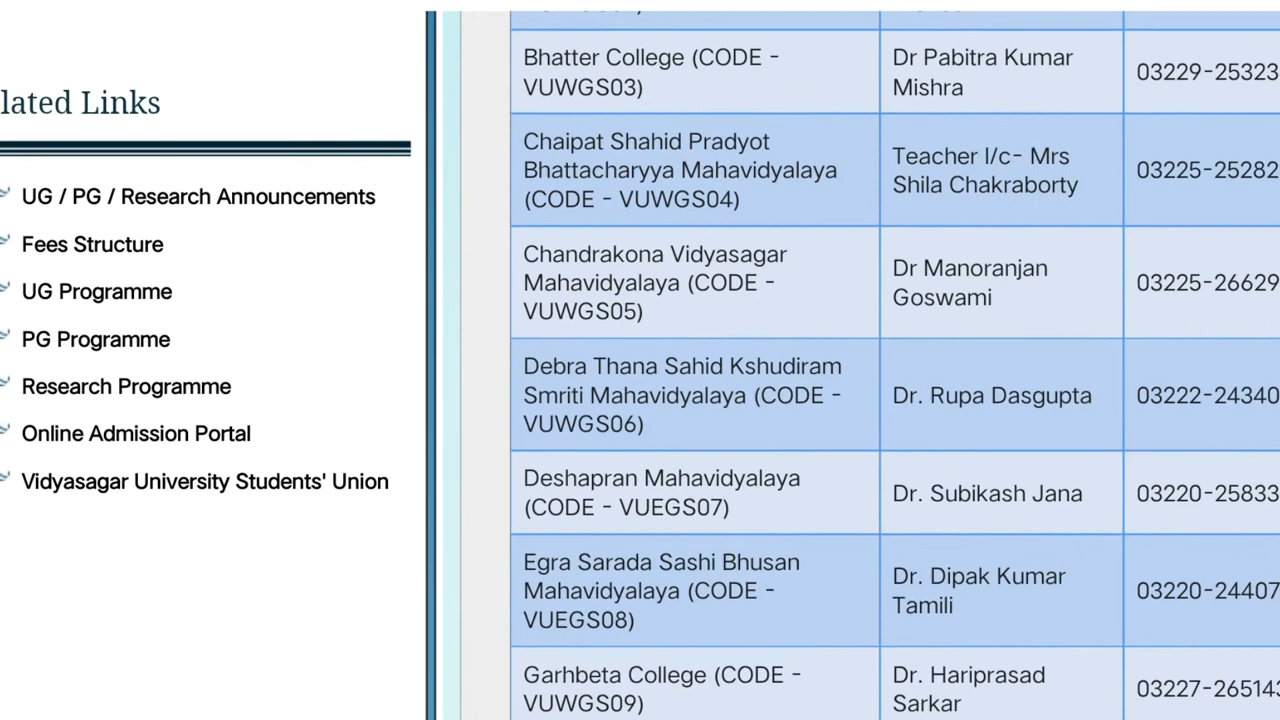 lated Links
UG / PG / Research Announcements
Fees Structure
UG Programme
PG Programme
Research Programme
Online Admission Portal
Vidyasagar University Students' Union
Bhatter College (CODE -
VUWGS03)
Dr Pabitra Kumar
Mishra
03229-25323
Chaipat Shahid Pradyot
Bhattacharyya Mahavidyalaya
(CODE - VUWGS04)
Teacher I/c- Mrs
Shila Chakraborty
03225-25282
Chandrakona Vidyasagar
Mahavidyalaya (CODE -
VUWGS05)
Dr Manoranjan
Goswami
03225-26629
Debra Thana Sahid Kshudiram
Smriti Mahavidyalaya (CODE -
VUWGS06)
Dr. Rupa Dasgupta
03222-24340
Deshapran Mahavidyalaya
(CODE - VUEGS07)
Dr. Subikash Jana
03220-25833
Egra Sarada Sashi Bhusan
Mahavidyalaya (CODE -
VUEGS08)
Dr. Dipak Kumar
Tamili
03220-24407
Garhbeta College (CODE -
VUWGS09)
Dr. Hariprasad
Sarkar
03227-265143